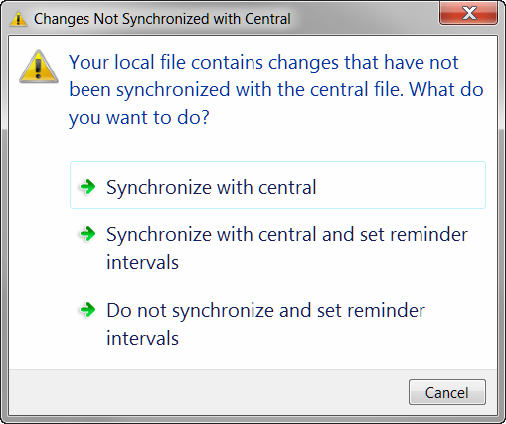 Changes Not Synchronized with Central
Your local file contains changes that have not
been synchronized with the central file. What do
you want to do?
Synchronize with central
Synchronize with central and set reminder
intervals
Do not synchronize and set reminder
intervals
Cancel